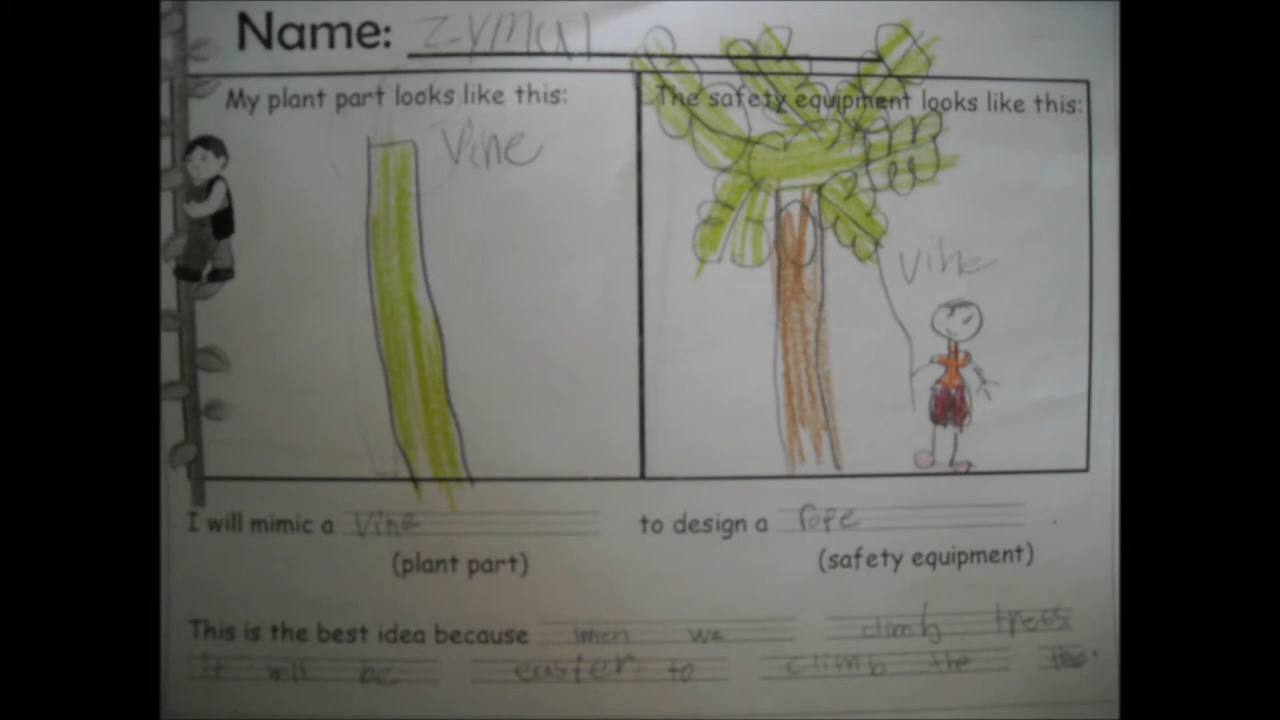 Name: Zymal
My plant part looks like this:
Vine
The safety equipment looks like this:
Vine
I will mimic a Vine to design a Rope
(plant part) (safety equipment)
This is the best idea because when we climb trees
it will be easier to climb the